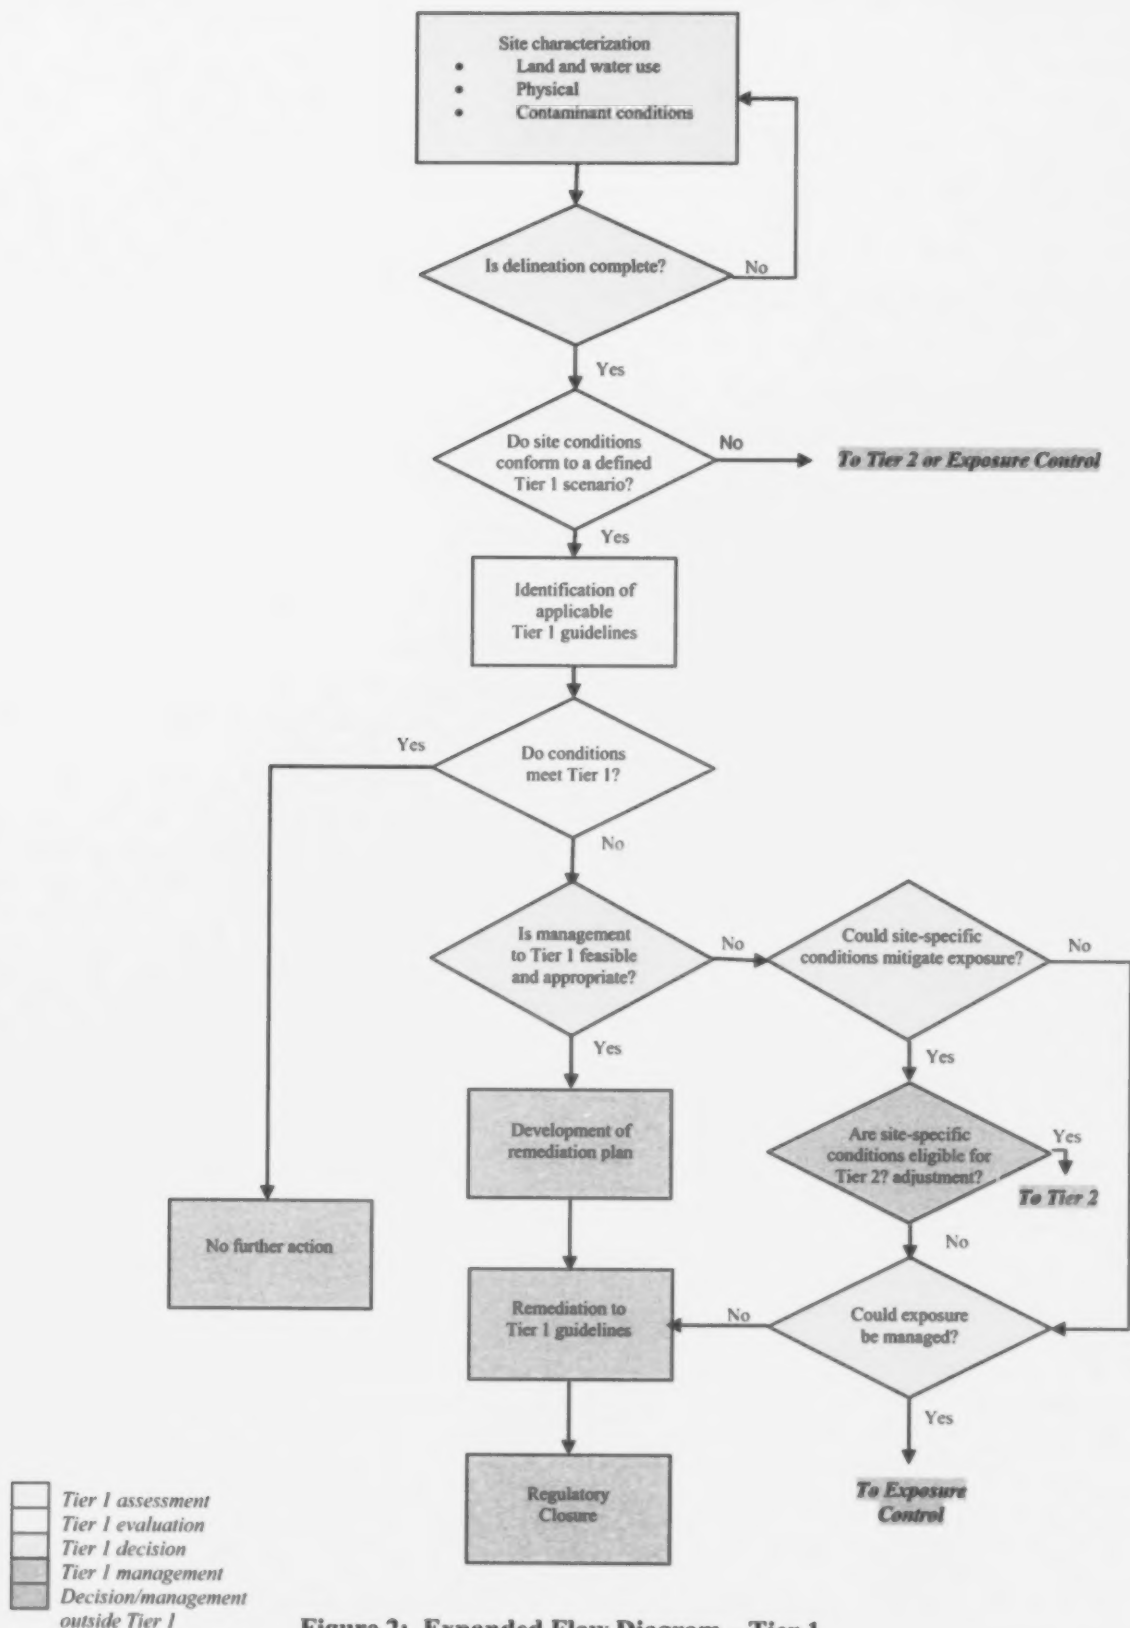 Site characterization
• Land and water use
• Physical
• Contaminant conditions
Is delineation complete?
No
Yes
Do site conditions
conform to a defined
Tier 1 scenario?
No
To Tier 2 or Exposure Control
Yes
Identification of
applicable
Tier 1 guidelines
Yes
Do conditions
meet Tier 1?
No
Is management
to Tier 1 feasible
and appropriate?
No
Could site-specific
conditions mitigate exposure?
No
Yes
Yes
Development of
remediation plan
Are site-specific
conditions eligible for
Tier 2? adjustment?
Yes
To Tier 2
No further action
No
Remediation to
Tier 1 guidelines
No
Could exposure
be managed?
Yes
Regulatory
Closure
To Exposure
Control
Tier 1 assessment
Tier 1 evaluation
Tier 1 decision
Tier 1 management
Decision/management
outside Tier 1
Figure 2: Expanded Flow Diagram – Tier 1